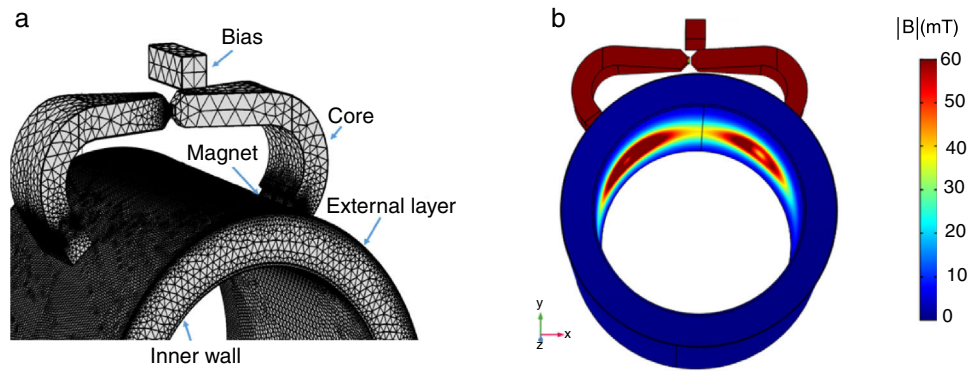 a
Bias
Core
Magnet
External layer
Inner wall
b
|B|(mT)
60
50
40
30
20
10
0
y
x
z